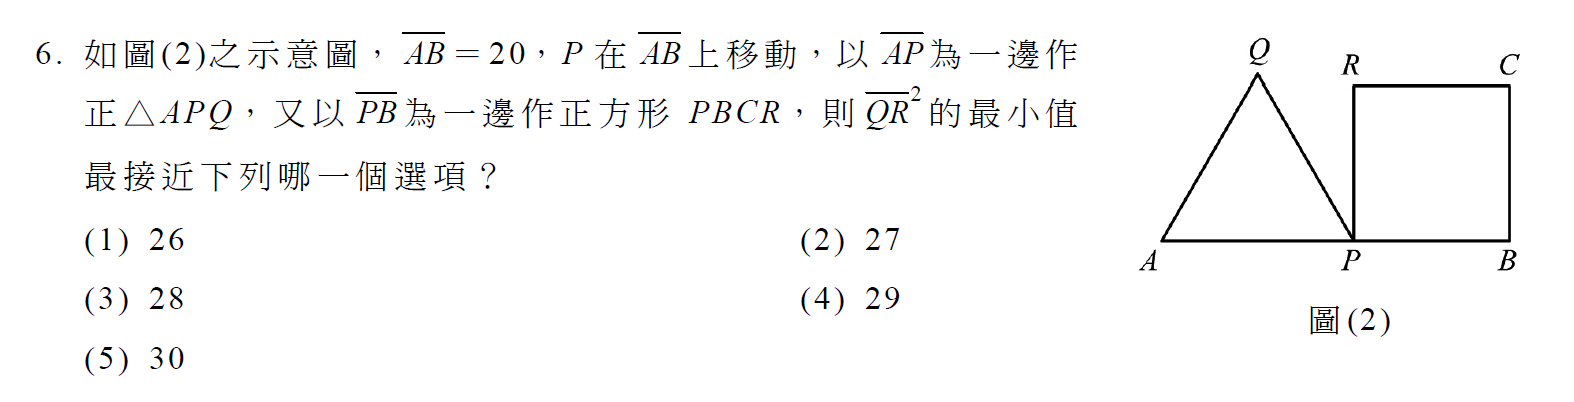 6. 如圖(2)之示意圖，$\overline{AB}$＝20，P 在 $\overline{AB}$ 上移動，以 $\overline{AP}$ 為一邊作
正△APQ，又以 $\overline{PB}$ 為一邊作正方形 PBCR，則 $\overline{QR}^2$ 的最小值
最接近下列哪一個選項？
(1) 26 (2) 27
(3) 28 (4) 29
(5) 30
Q
R C
A P B
圖(2)